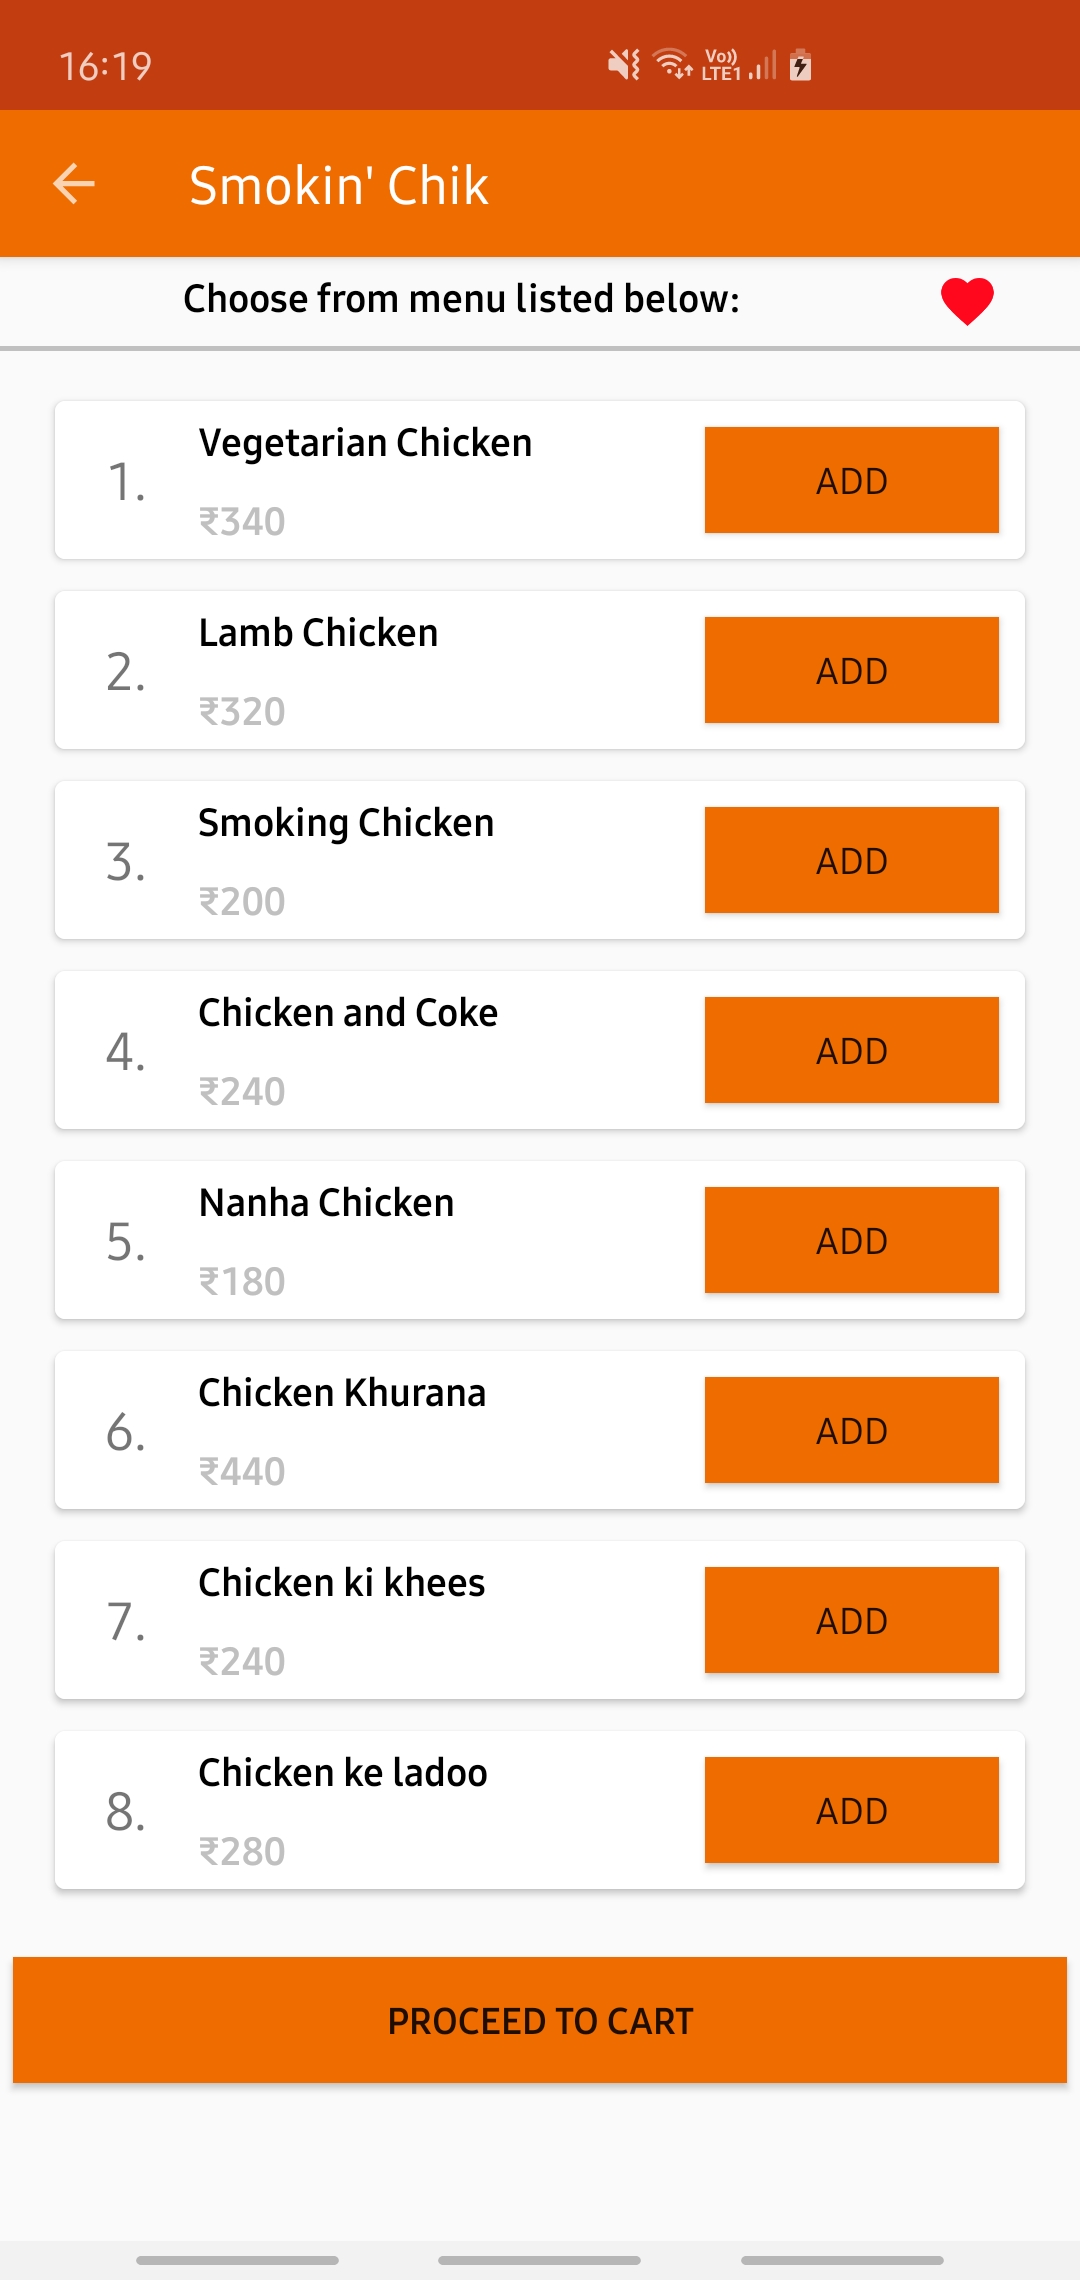 16:19
Vo)) LTE1
Smokin' Chik
Choose from menu listed below:
1.
Vegetarian Chicken
₹340
ADD
2.
Lamb Chicken
₹320
ADD
3.
Smoking Chicken
₹200
ADD
4.
Chicken and Coke
₹240
ADD
5.
Nanha Chicken
₹180
ADD
6.
Chicken Khurana
₹440
ADD
7.
Chicken ki khees
₹240
ADD
8.
Chicken ke ladoo
₹280
ADD
PROCEED TO CART